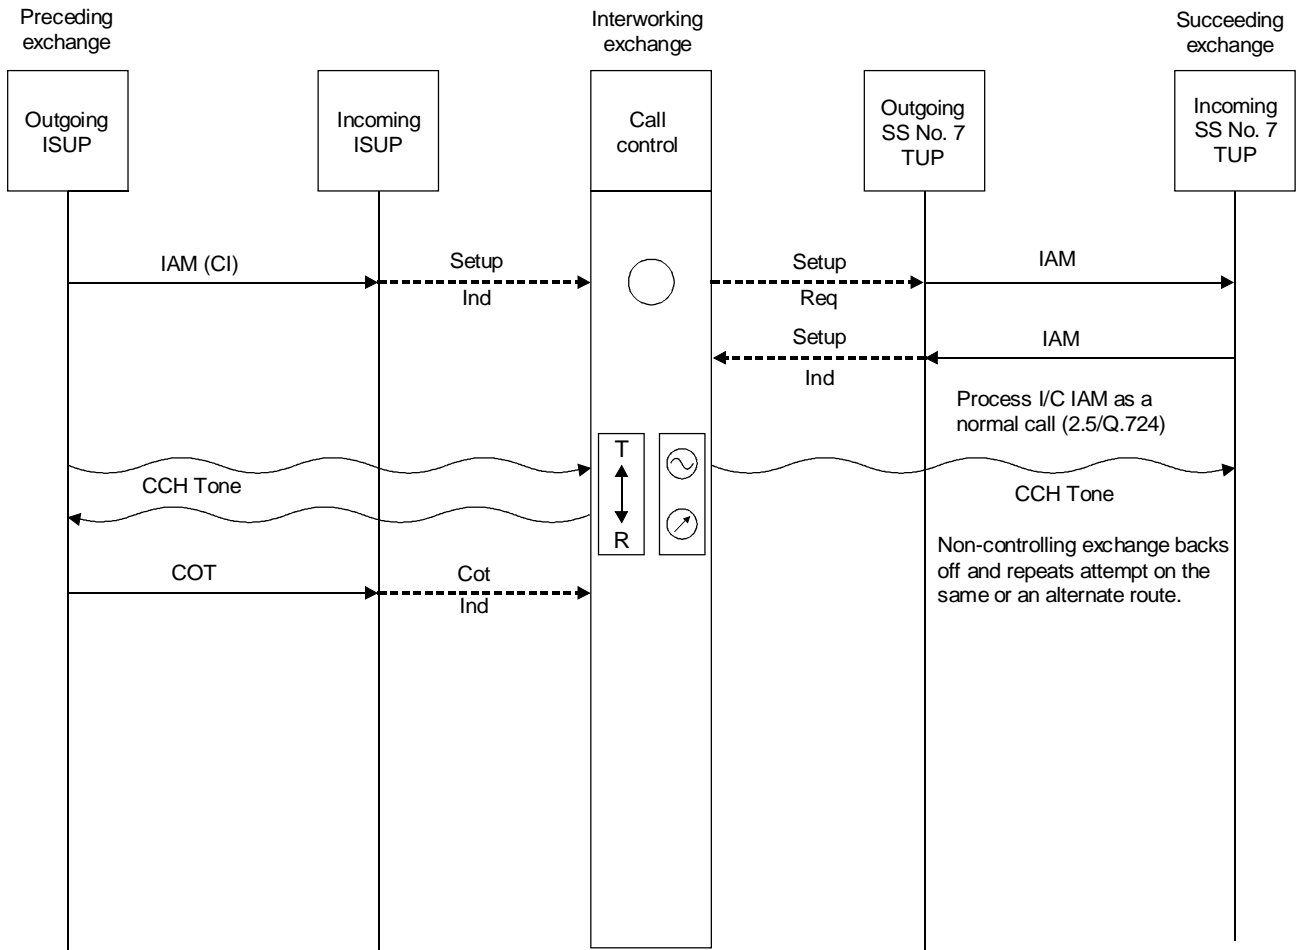 Preceding
exchange
Interworking
exchange
Succeeding
exchange
Outgoing
ISUP
Incoming
ISUP
Call
control
Outgoing
SS No. 7
TUP
Incoming
SS No. 7
TUP
IAM (CI)
Setup
Ind
Setup
Req
IAM
Setup
Ind
IAM
Process I/C IAM as a
normal call (2.5/Q.724)
T
R
CCH Tone
CCH Tone
Non-controlling exchange backs
off and repeats attempt on the
same or an alternate route.
COT
Cot
Ind